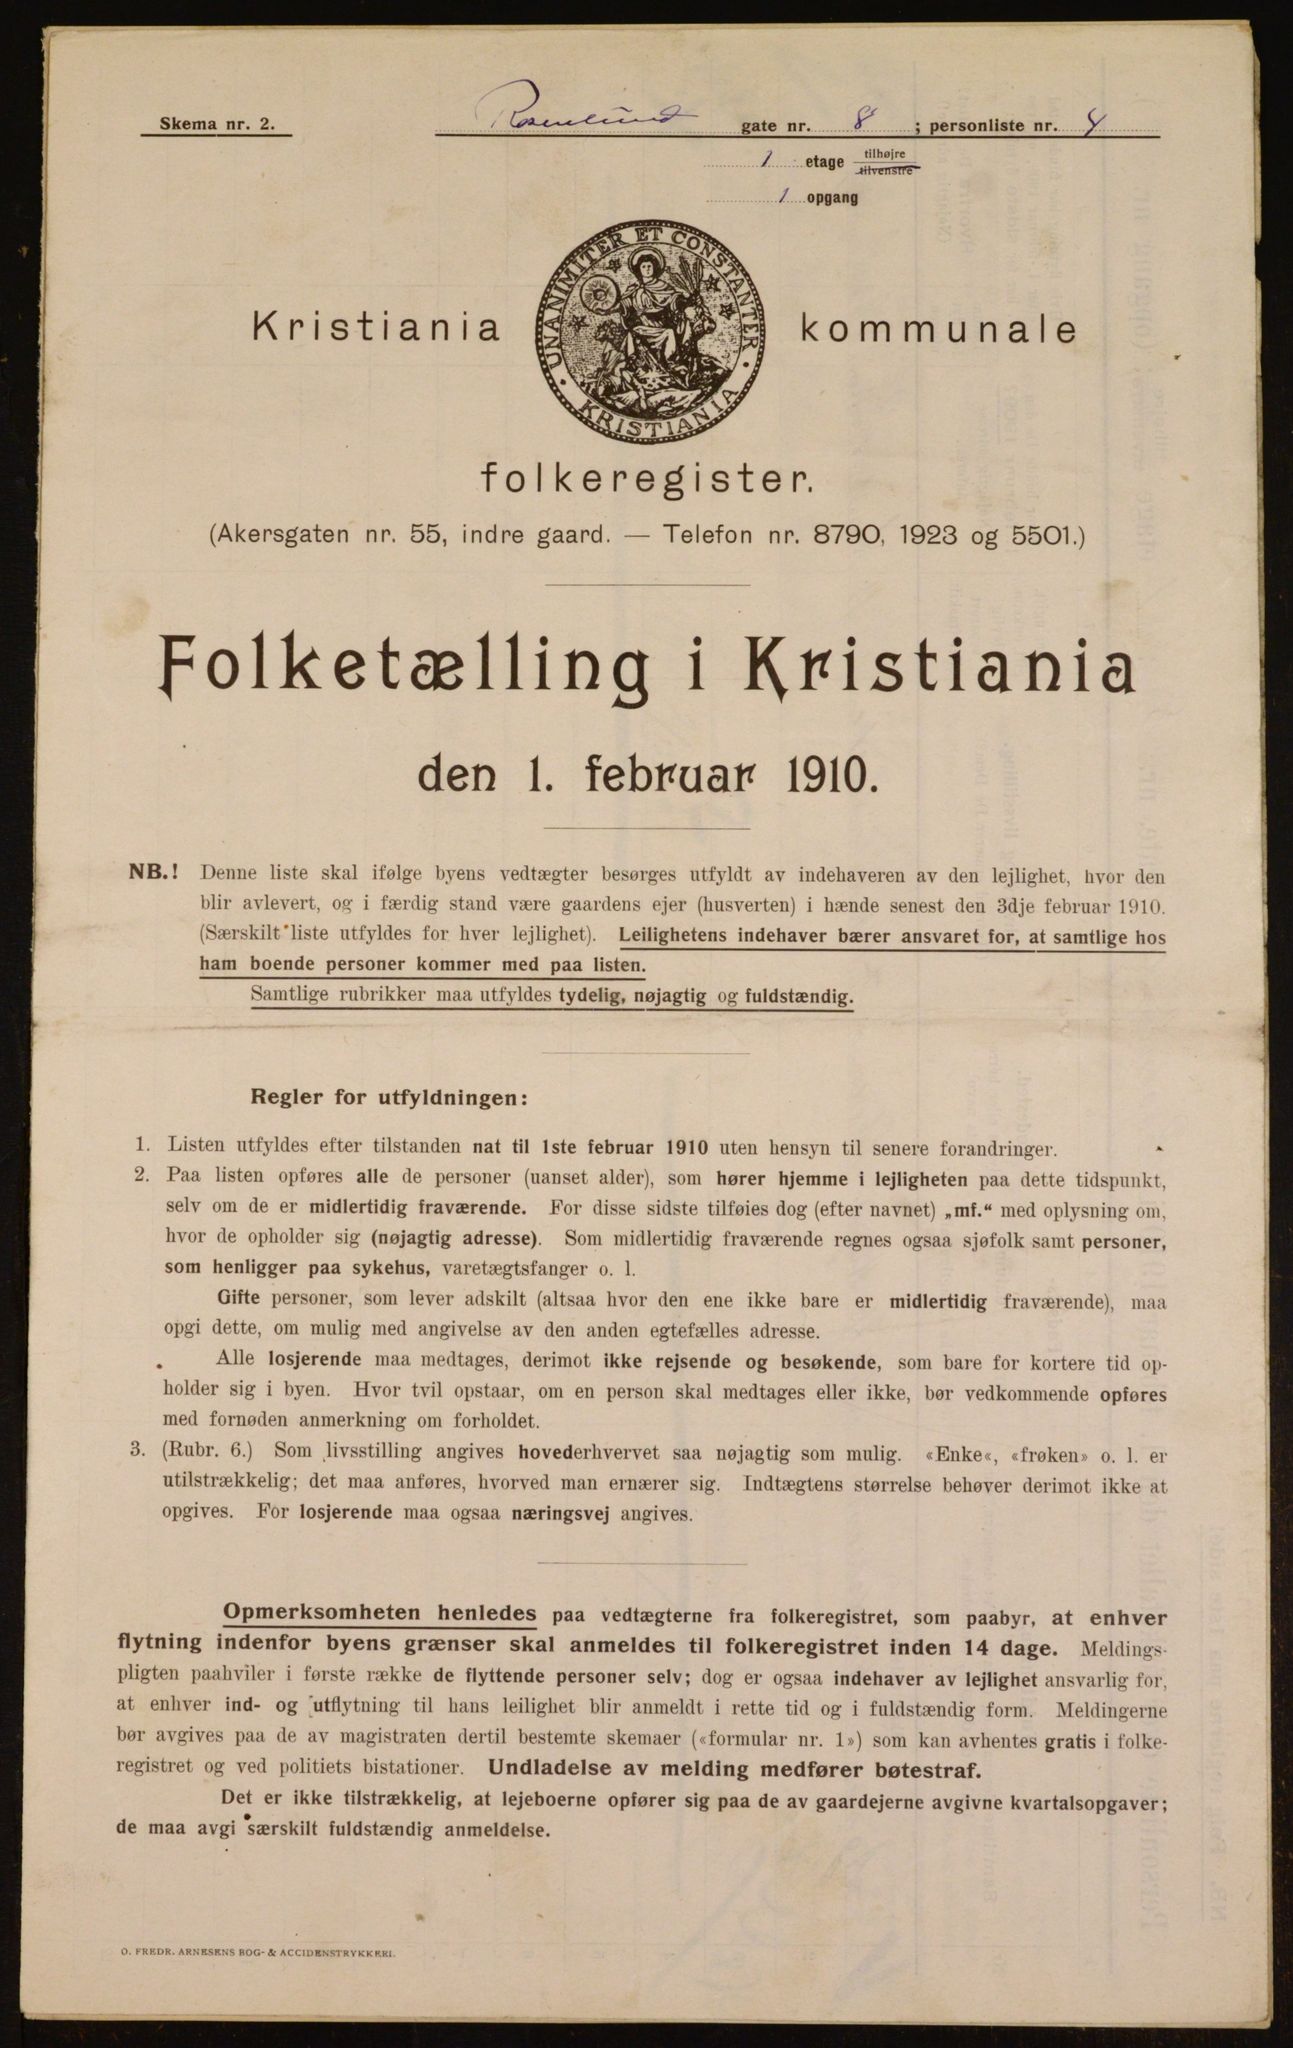 Skema nr. 2. Rosenlund gate nr. 8 ; personliste nr. 4
1 etage tilhøjre tilvenstre
1 opgang
UNANIMITER ET CONSTANTER
KRISTIANIA
Kristiania kommunale
folkeregister.
(Akersgaten nr. 55, indre gaard. — Telefon nr. 8790, 1923 og 5501.)
Folketælling i Kristiania
den 1. februar 1910.
NB.! Denne liste skal ifølge byens vedtægter besørges utfyldt av indehaveren av den lejlighet, hvor den
blir avlevert, og i færdig stand være gaardens ejer (husverten) i hænde senest den 3dje februar 1910.
(Særskilt liste utfyldes for hver lejlighet). Leilighetens indehaver bærer ansvaret for, at samtlige hos
ham boende personer kommer med paa listen.
Samtlige rubrikker maa utfyldes tydelig, nøjagtig og fuldstændig.
Regler for utfyldningen:
1. Listen utfyldes efter tilstanden nat til 1ste februar 1910 uten hensyn til senere forandringer.
2. Paa listen opføres alle de personer (uanset alder), som hører hjemme i lejligheten paa dette tidspunkt,
selv om de er midlertidig fraværende. For disse sidste tilføies dog (efter navnet) „mf.“ med oplysning om,
hvor de opholder sig (nøjagtig adresse). Som midlertidig fraværende regnes ogsaa sjøfolk samt personer,
som henligger paa sykehus, varetægtsfanger o. l.
Gifte personer, som lever adskilt (altsaa hvor den ene ikke bare er midlertidig fraværende), maa
opgi dette, om mulig med angivelse av den anden egtefælles adresse.
Alle losjerende maa medtages, derimot ikke rejsende og besøkende, som bare for kortere tid op-
holder sig i byen. Hvor tvil opstaar, om en person skal medtages eller ikke, bør vedkommende opføres
med fornøden anmerkning om forholdet.
3. (Rubr. 6.) Som livsstilling angives hovederhvervet saa nøjagtig som mulig. «Enke«, «frøken» o. l. er
utilstrækkelig; det maa anføres, hvorved man ernærer sig. Indtægtens størrelse behøver derimot ikke at
opgives. For losjerende maa ogsaa næringsvej angives.
Opmerksomheten henledes paa vedtægterne fra folkeregistret, som paabyr, at enhver
flytning indenfor byens grænser skal anmeldes til folkeregistret inden 14 dage. Meldings-
pligten paahviler i første række de flyttende personer selv; dog er ogsaa indehaver av lejlighet ansvarlig for,
at enhver ind- og utflytning til hans leilighet blir anmeldt i rette tid og i fuldstændig form. Meldingerne
bør avgives paa de av magistraten dertil bestemte skemaer («formular nr. 1») som kan avhentes gratis i folke-
registret og ved politiets bistationer. Undladelse av melding medfører bøtestraf.
Det er ikke tilstrækkelig, at lejeboerne opfører sig paa de av gaardejerne avgivne kvartalsopgaver;
de maa avgi særskilt fuldstændig anmeldelse.
O. FREDR. ARNESENS BOG- & ACCIDENSTRYKKERI.